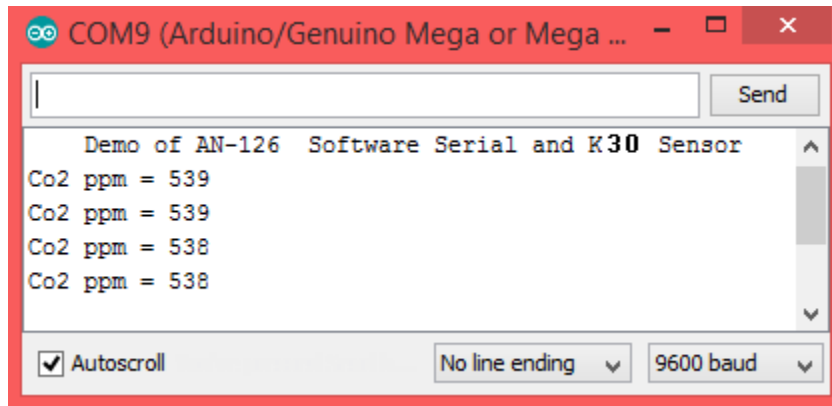 COM9 (Arduino/Genuino Mega or Mega ...
Send
Demo of AN-126 Software Serial and K30 Sensor
Co2 ppm = 539
Co2 ppm = 539
Co2 ppm = 538
Co2 ppm = 538
Autoscroll
No line ending
9600 baud